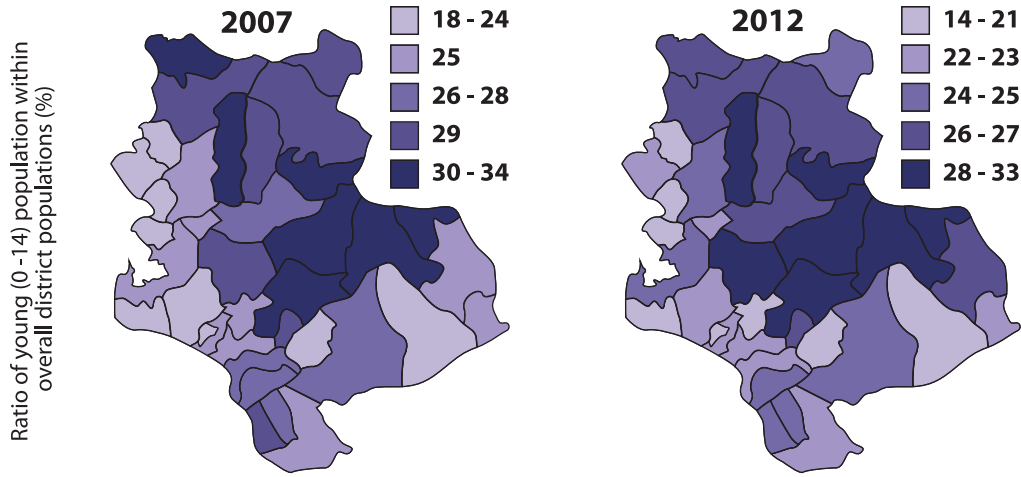 Ratio of young (0 -14) population within
overall district populations (%)
2007
18 - 24
25
26 - 28
29
30 - 34
2012
14 - 21
22 - 23
24 - 25
26 - 27
28 - 33